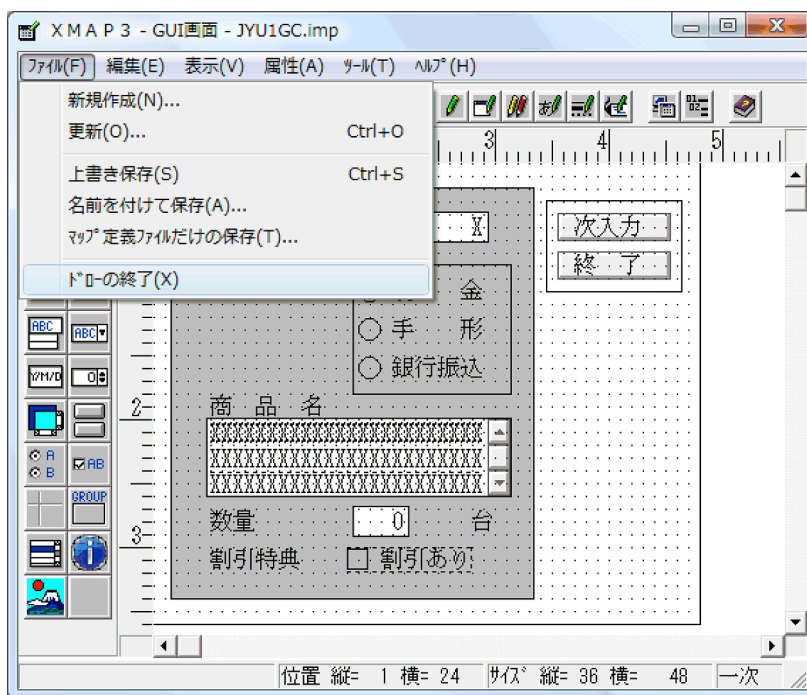 XMAP3 - GUI画面 - JYU1GC.imp
ﾌｧｲﾙ(F) 編集(E) 表示(V) 属性(A) ﾂｰﾙ(T) ﾍﾙﾌﾟ(H)
新規作成(N)...
更新(O)... Ctrl+O
上書き保存(S) Ctrl+S
名前を付けて保存(A)...
ﾏｯﾌﾟ定義ﾌｧｲﾙだけの保存(T)...
ﾄﾞﾛｰの終了(X)
3 4 5
X
次入力
終 了
金
手 形
銀行振込
ABC ABC
Y/M/D 0
2
商 品 名
XXXXXXXXXXXXXXXXXXXXXXXX
XXXXXXXXXXXXXXXXXXXXXXXX
XXXXXXXXXXXXXXXXXXXXXXXX
A B AB
GROUP
数量 0 台
3
割引特典 割引あり
位置 縦= 1 横= 24 ｻｲｽﾞ 縦= 36 横= 48 一次